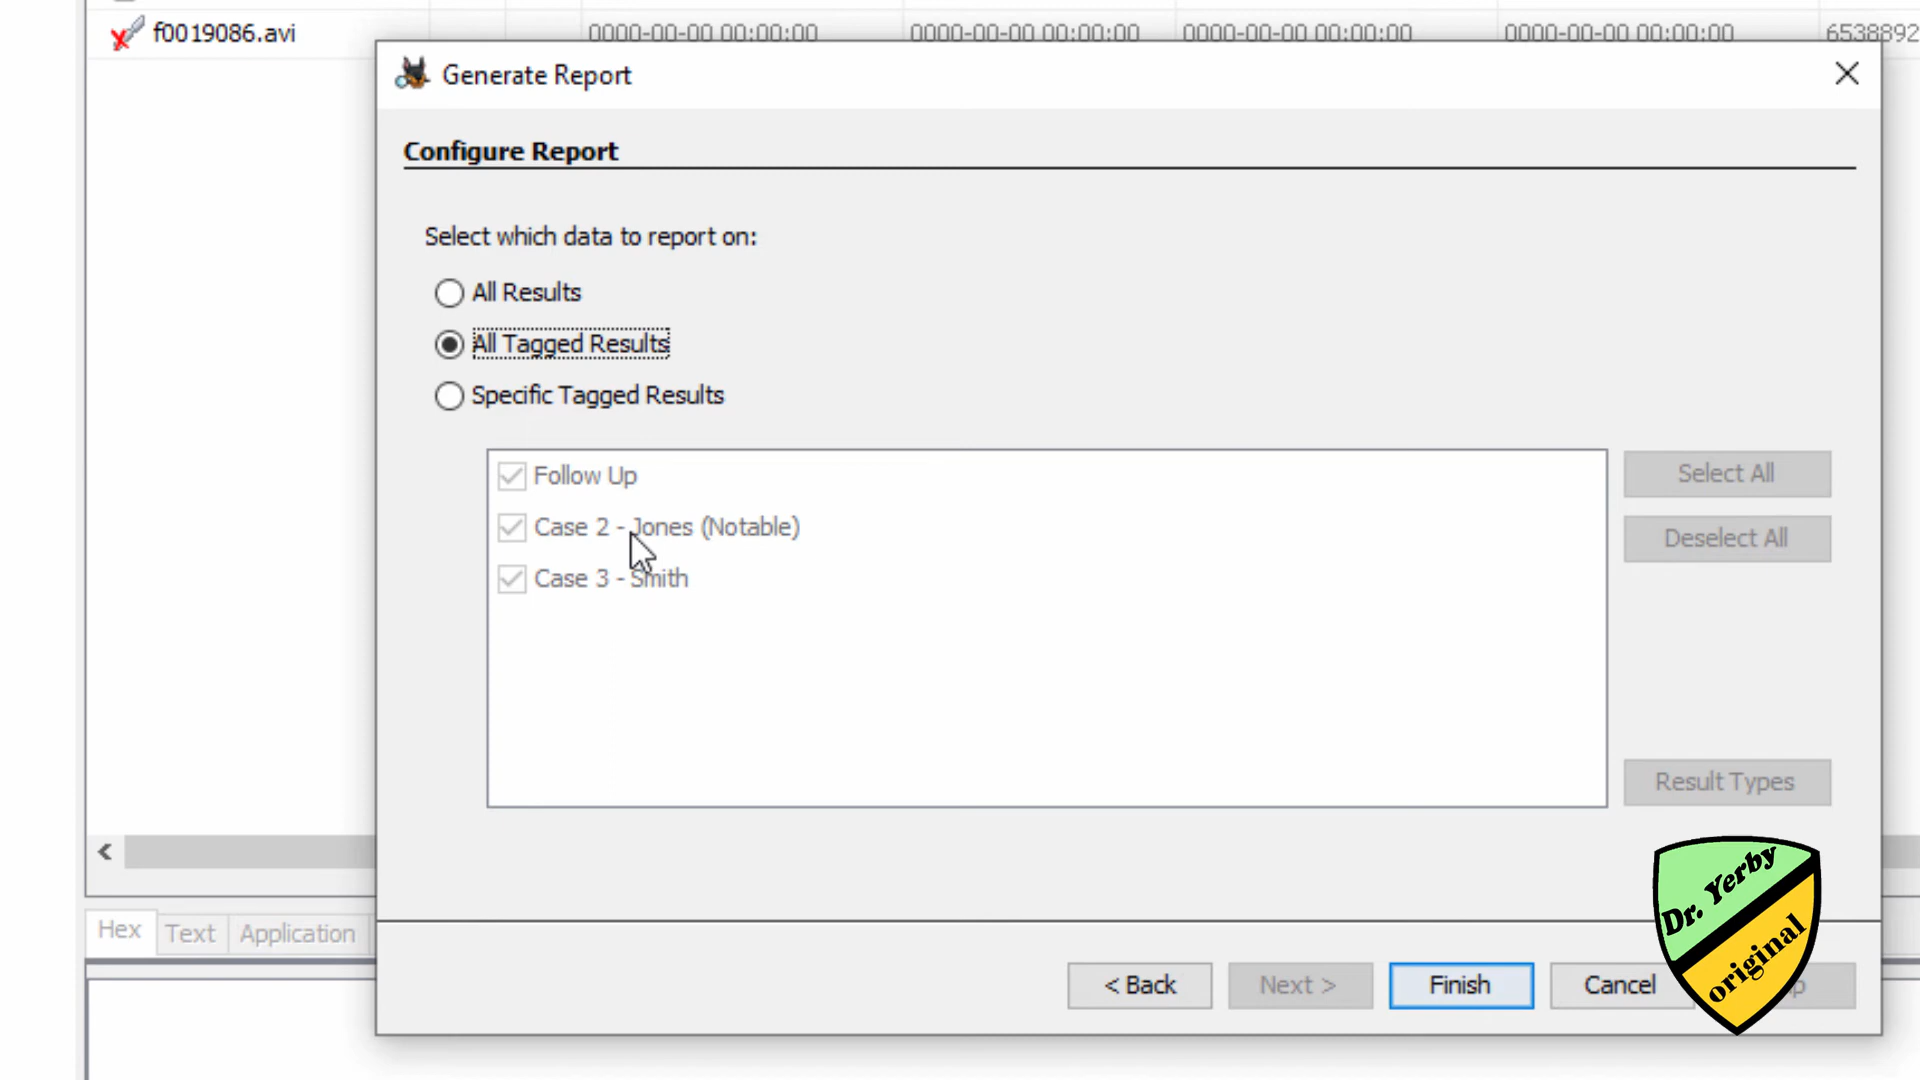 f0019086.avi 0000-00-00 00:00:00 0000-00-00 00:00:00 0000-00-00 00:00:00 0000-00-00 00:00:00 6538892
Generate Report
Configure Report
Select which data to report on:
All Results
All Tagged Results
Specific Tagged Results
Follow Up
Select All
Case 2 - Jones (Notable)
Deselect All
Case 3 - Smith
Result Types
Hex Text Application
< Back Next > Finish Cancel
Dr. Yerby
original